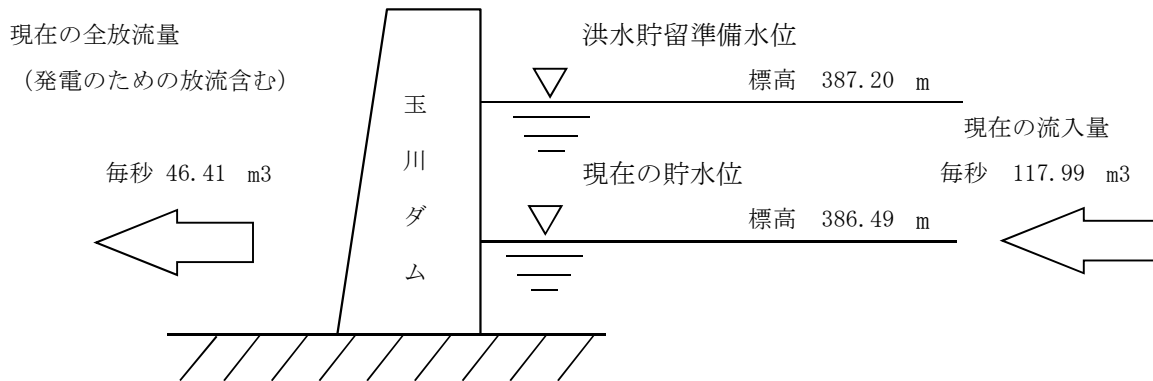 現在の全放流量
（発電のための放流含む）
毎秒 46.41 m3
玉川ダム
洪水貯留準備水位
標高 387.20 m
現在の貯水位
標高 386.49 m
現在の流入量
毎秒 117.99 m3